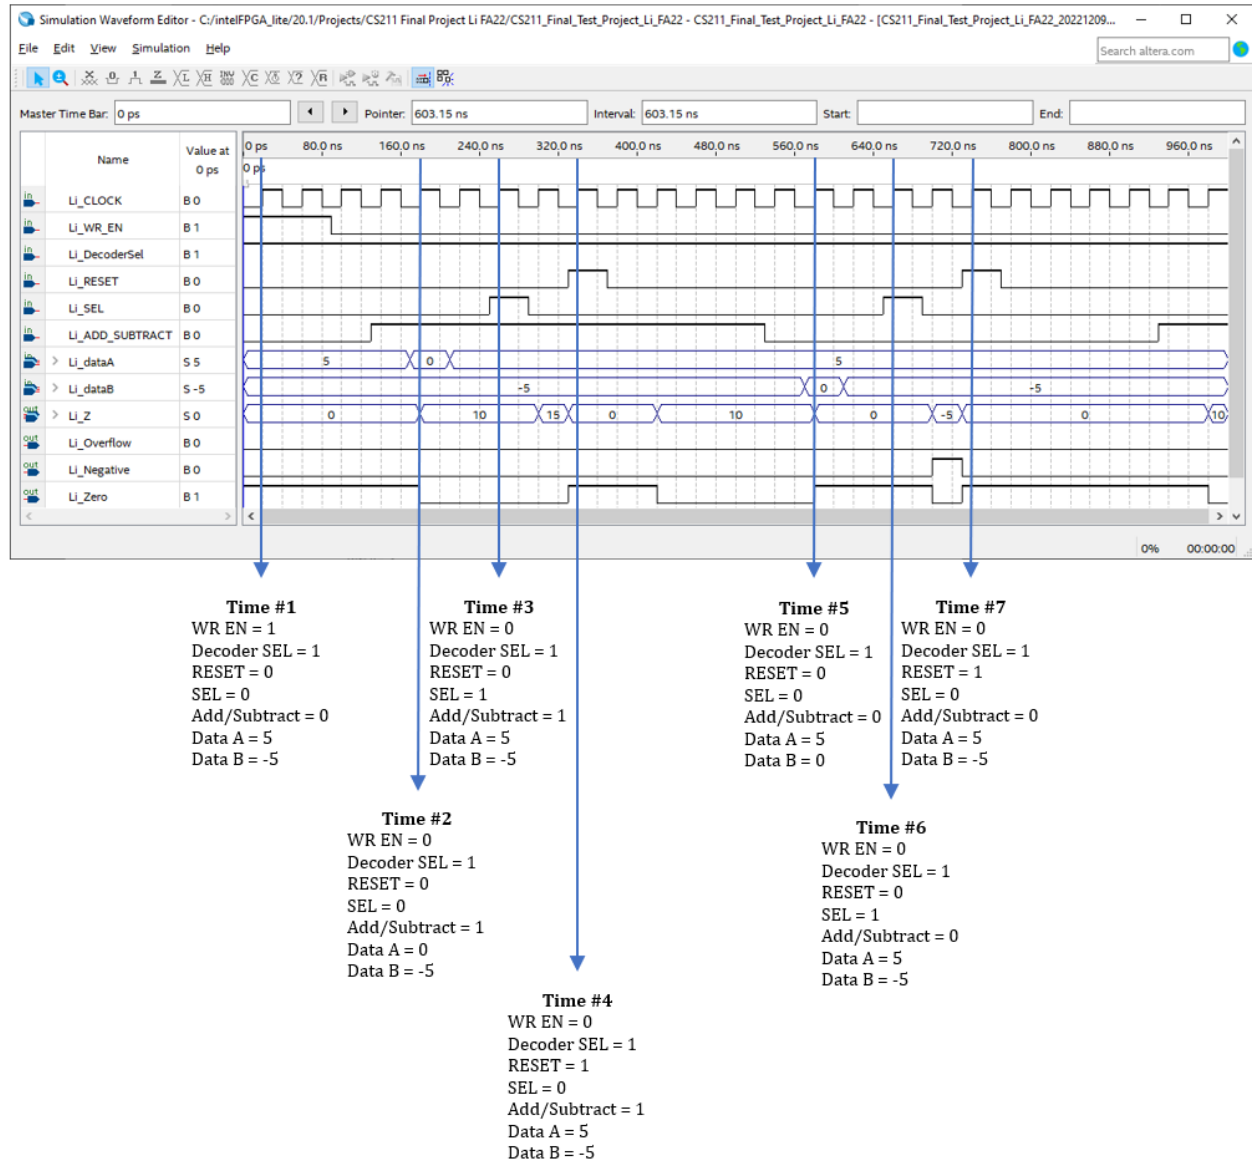 Simulation Waveform Editor - C:/intelFPGA_lite/20.1/Projects/CS211 Final Project Li FA22/CS211_Final_Test_Project_Li_FA22 - CS211_Final_Test_Project_Li_FA22 - [CS211_Final_Test_Project_Li_FA22_20221209...
File Edit View Simulation Help
Search altera.com
Master Time Bar: 0 ps Pointer: 603.15 ns Interval: 603.15 ns Start: End:
Name Value at 0 ps
0 ps 80.0 ns 160.0 ns 240.0 ns 320.0 ns 400.0 ns 480.0 ns 560.0 ns 640.0 ns 720.0 ns 800.0 ns 880.0 ns 960.0 ns
0 ps
in Li_CLOCK B 0
in Li_WR_EN B 1
in Li_DecoderSel B 1
in Li_RESET B 0
in Li_SEL B 0
in Li_ADD_SUBTRACT B 0
in > Li_dataA S 5 5 0 5
in > Li_dataB S -5 -5 0 -5
out > Li_Z S 0 0 10 15 0 10 0 -5 0 10
out Li_Overflow B 0
out Li_Negative B 0
out Li_Zero B 1
0% 00:00:00
Time #1
WR EN = 1
Decoder SEL = 1
RESET = 0
SEL = 0
Add/Subtract = 0
Data A = 5
Data B = -5
Time #3
WR EN = 0
Decoder SEL = 1
RESET = 0
SEL = 1
Add/Subtract = 1
Data A = 5
Data B = -5
Time #5
WR EN = 0
Decoder SEL = 1
RESET = 0
SEL = 0
Add/Subtract = 0
Data A = 5
Data B = 0
Time #7
WR EN = 0
Decoder SEL = 1
RESET = 1
SEL = 0
Add/Subtract = 0
Data A = 5
Data B = -5
Time #2
WR EN = 0
Decoder SEL = 1
RESET = 0
SEL = 0
Add/Subtract = 1
Data A = 0
Data B = -5
Time #6
WR EN = 0
Decoder SEL = 1
RESET = 0
SEL = 1
Add/Subtract = 0
Data A = 5
Data B = -5
Time #4
WR EN = 0
Decoder SEL = 1
RESET = 1
SEL = 0
Add/Subtract = 1
Data A = 5
Data B = -5